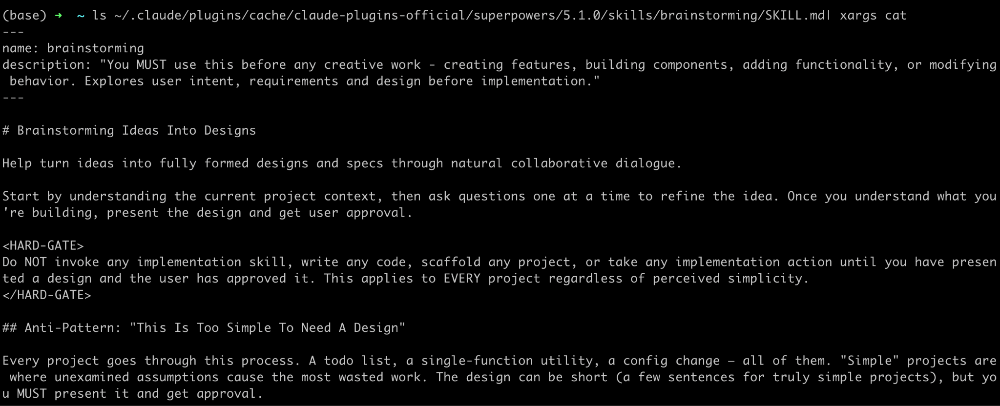 (base) ➜  ~ ls ~/.claude/plugins/cache/claude-plugins-official/superpowers/5.1.0/skills/brainstorming/SKILL.md| xargs cat
---
name: brainstorming
description: "You MUST use this before any creative work - creating features, building components, adding functionality, or modifying
 behavior. Explores user intent, requirements and design before implementation."
---

# Brainstorming Ideas Into Designs

Help turn ideas into fully formed designs and specs through natural collaborative dialogue.

Start by understanding the current project context, then ask questions one at a time to refine the idea. Once you understand what you
're building, present the design and get user approval.

<HARD-GATE>
Do NOT invoke any implementation skill, write any code, scaffold any project, or take any implementation action until you have presen
ted a design and the user has approved it. This applies to EVERY project regardless of perceived simplicity.
</HARD-GATE>

## Anti-Pattern: "This Is Too Simple To Need A Design"

Every project goes through this process. A todo list, a single-function utility, a config change — all of them. "Simple" projects are
 where unexamined assumptions cause the most wasted work. The design can be short (a few sentences for truly simple projects), but yo
u MUST present it and get approval.